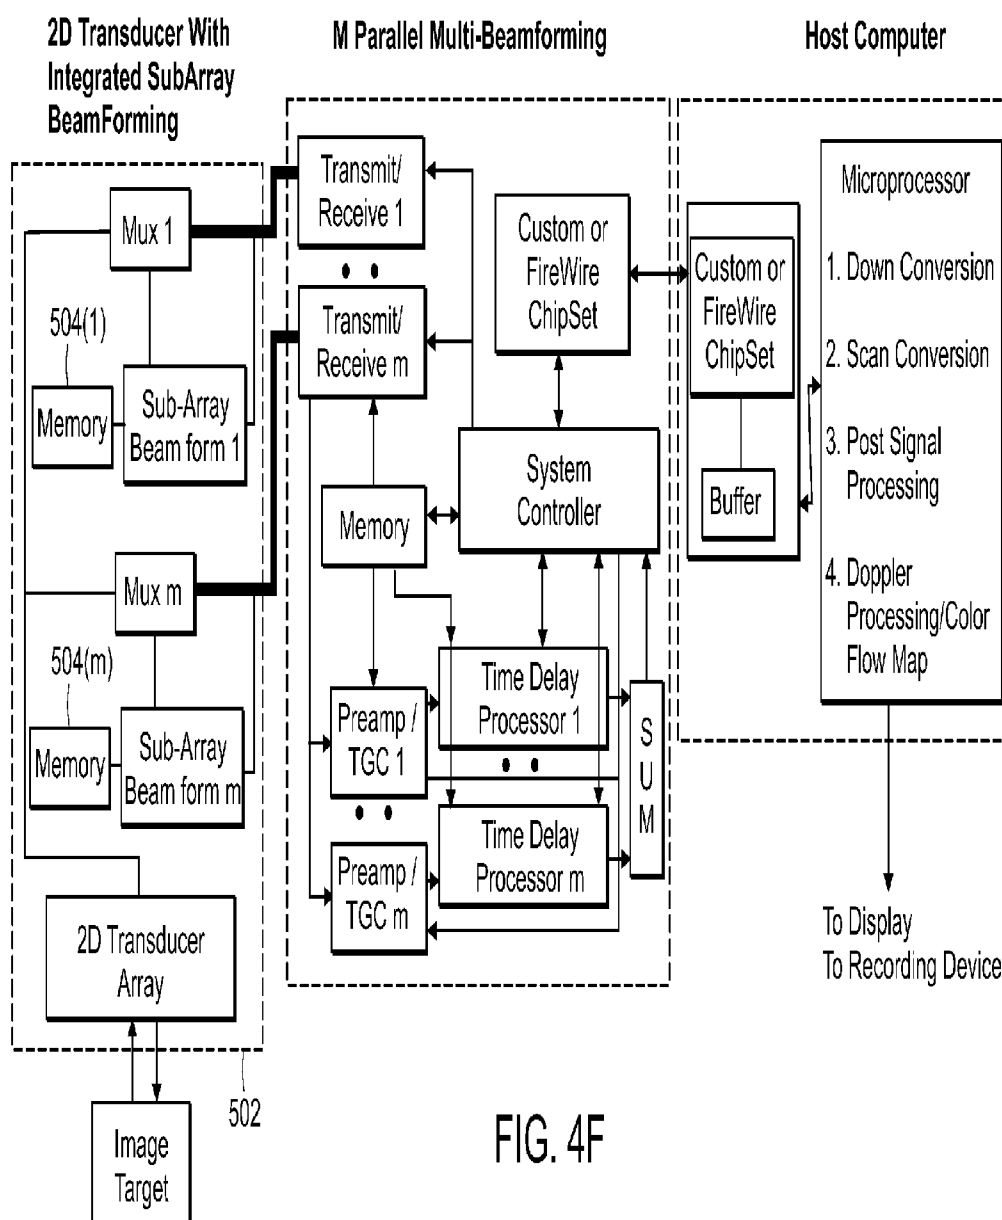 2D Transducer With
Integrated SubArray
BeamForming
M Parallel Multi-Beamforming
Host Computer
Mux 1
504(1)
Memory
Sub-Array
Beam form 1
Mux m
504(m)
Memory
Sub-Array
Beam form m
2D Transducer
Array
502
Image
Target
Transmit/
Receive 1
Transmit/
Receive m
Custom or
FireWire
ChipSet
System
Controller
Memory
Time Delay
Processor 1
Preamp /
TGC 1
Time Delay
Processor m
Preamp /
TGC m
S
U
M
Custom or
FireWire
ChipSet
Buffer
Microprocessor
1. Down Conversion
2. Scan Conversion
3. Post Signal
Processing
4. Doppler
Processing/Color
Flow Map
To Display
To Recording Device
FIG. 4F